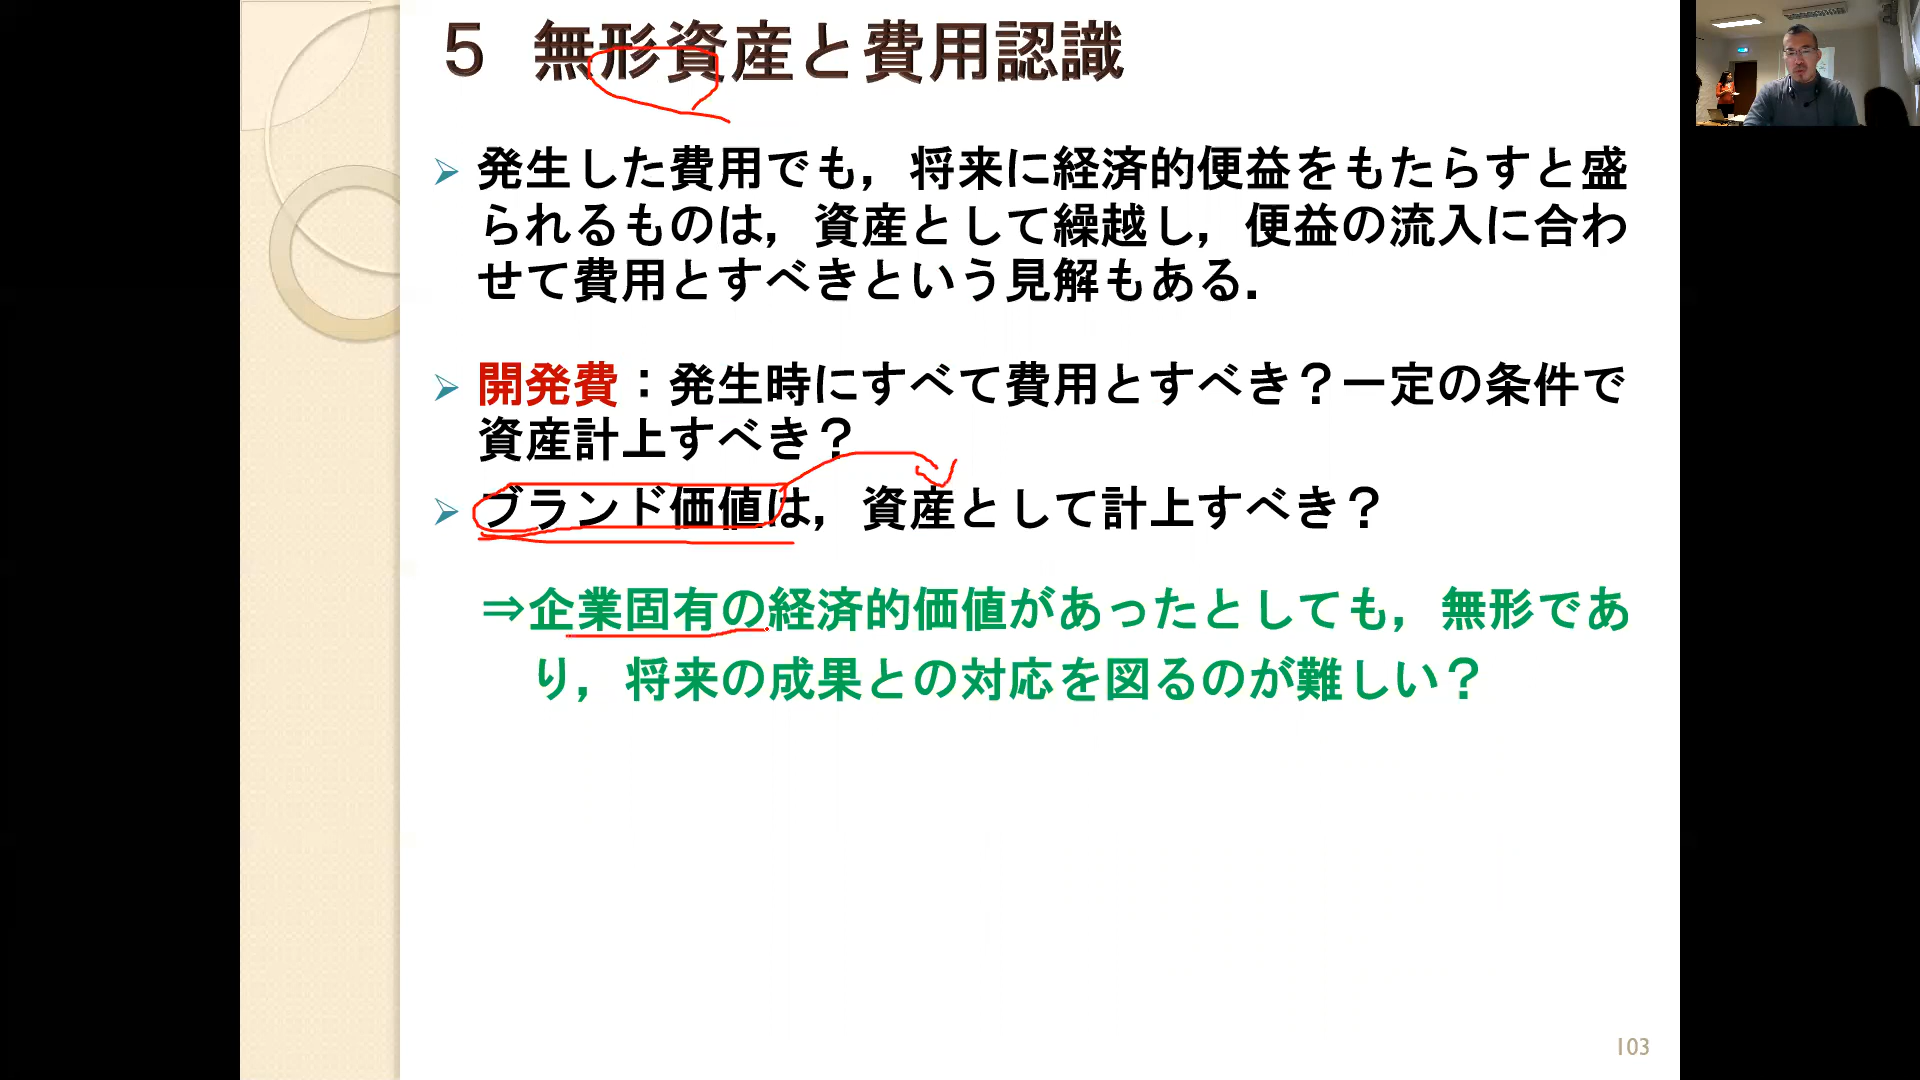 ５ 無形資産と費用認識
発生した費用でも，将来に経済的便益をもたらすと盛
られるものは，資産として繰越し，便益の流入に合わ
せて費用とすべきという見解もある．
開発費：発生時にすべて費用とすべき？一定の条件で
資産計上すべき？
ブランド価値は，資産として計上すべき？
⇒企業固有の経済的価値があったとしても，無形であ
り，将来の成果との対応を図るのが難しい？
103